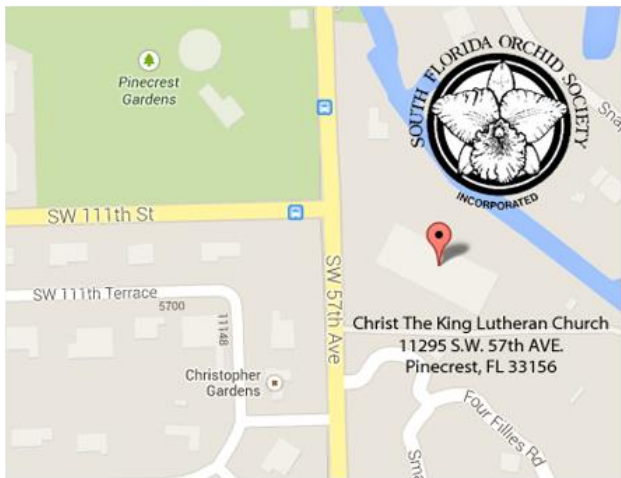 Pinecrest
Gardens
SOUTH FLORIDA ORCHID SOCIETY
INCORPORATED
SW 111th St
SW 57th Ave
SW 111th Terrace
5700
11148
Christ The King Lutheran Church
11295 S.W. 57th AVE.
Pinecrest, FL 33156
Christopher
Gardens
Four Fillies Rd